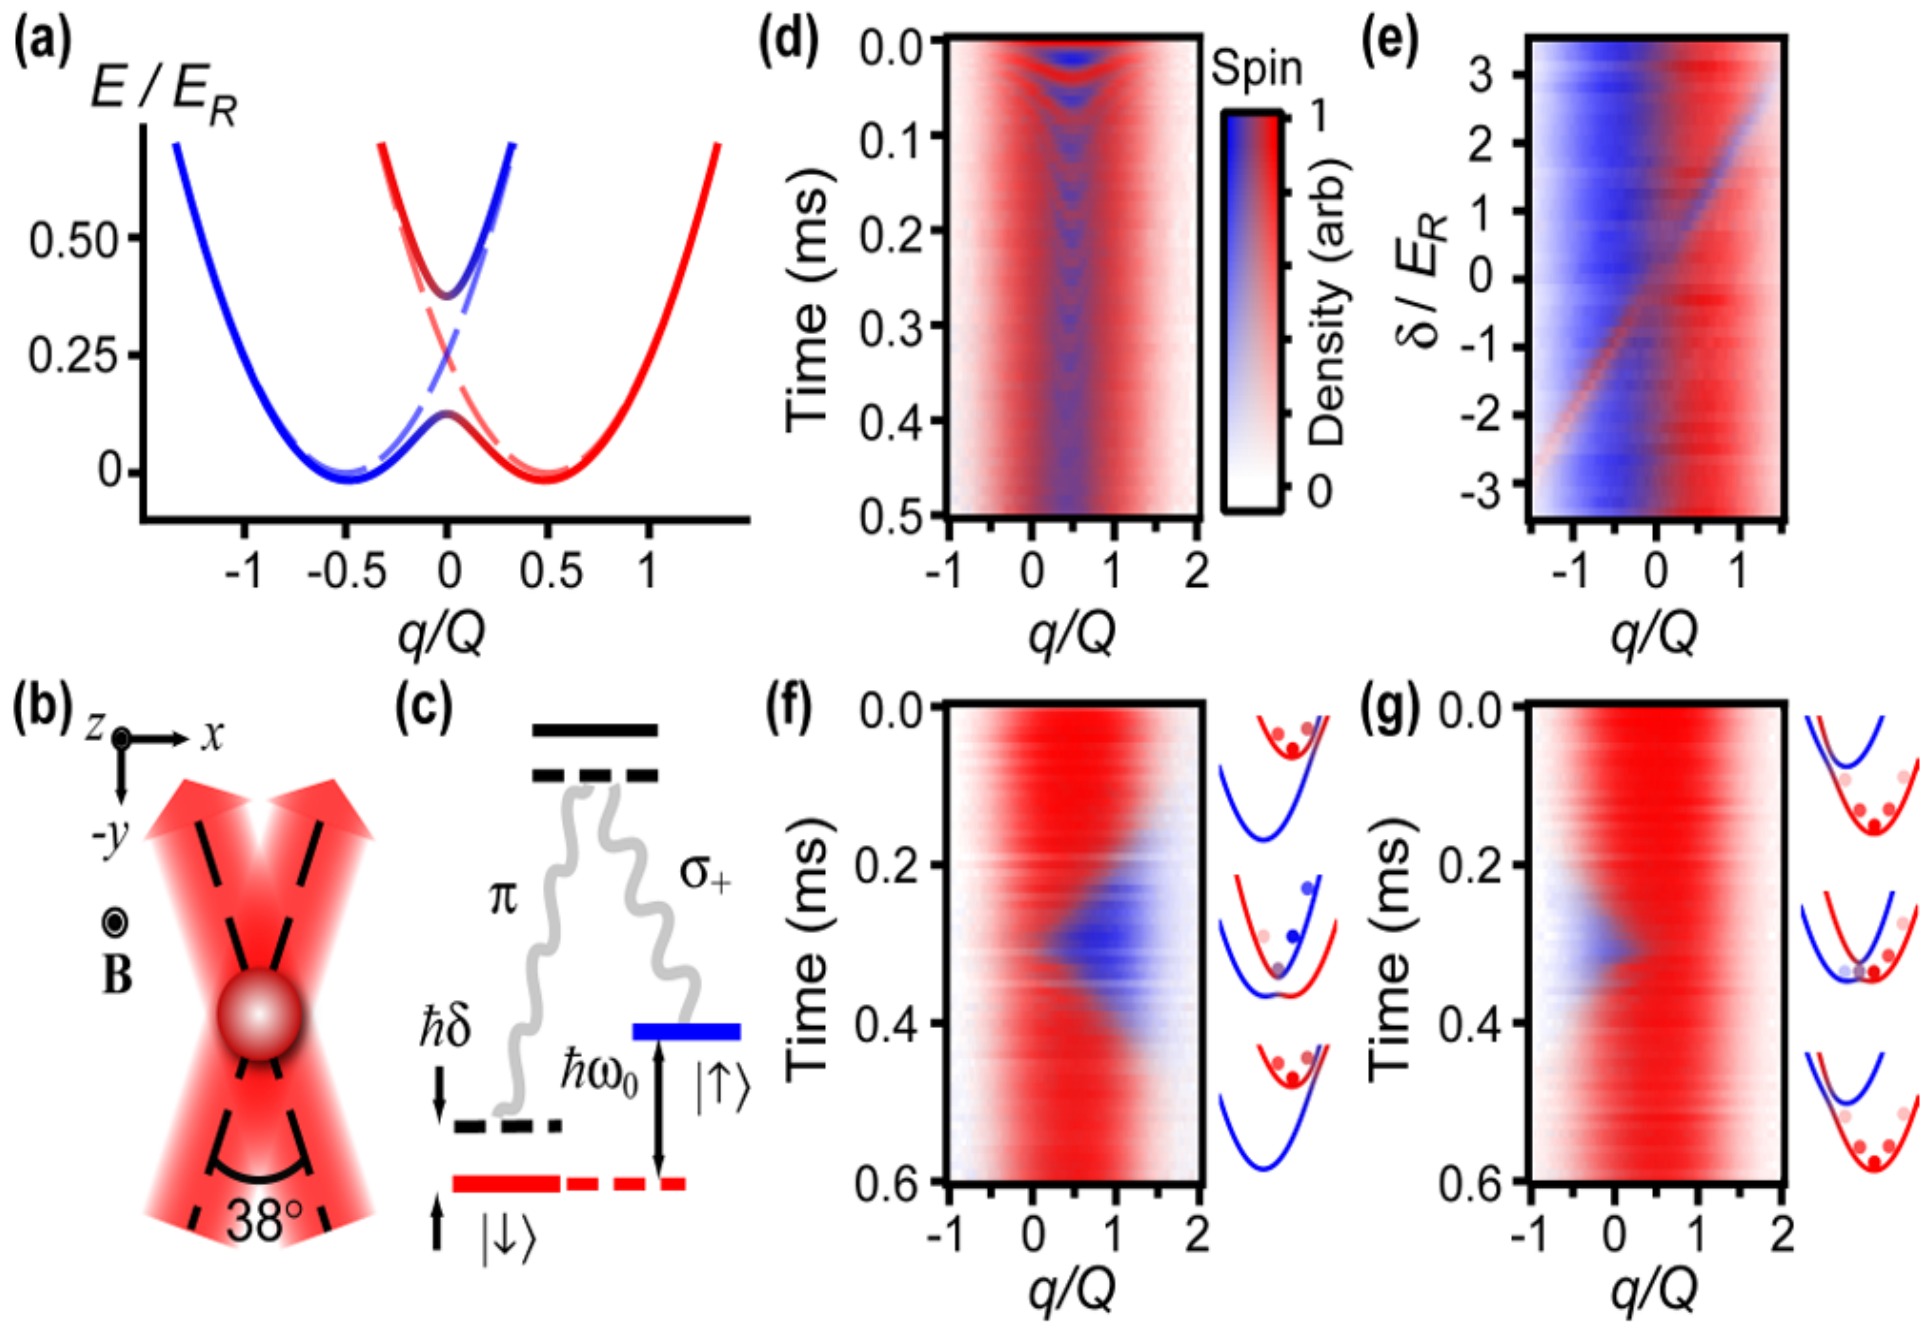 (a)
E / E_R
0.50
0.25
0
-1 -0.5 0 0.5 1
q/Q
(b)
z
x
-y
B
38°
(c)
π
σ+
ħδ
ħω0
|↑⟩
|↓⟩
(d)
Time (ms)
0.0
0.1
0.2
0.3
0.4
0.5
-1 0 1 2
q/Q
Spin
1
Density (arb)
0
(e)
δ / E_R
3
2
1
0
-1
-2
-3
-1 0 1
q/Q
(f)
Time (ms)
0.0
0.2
0.4
0.6
-1 0 1 2
q/Q
(g)
Time (ms)
0.0
0.2
0.4
0.6
-1 0 1 2
q/Q